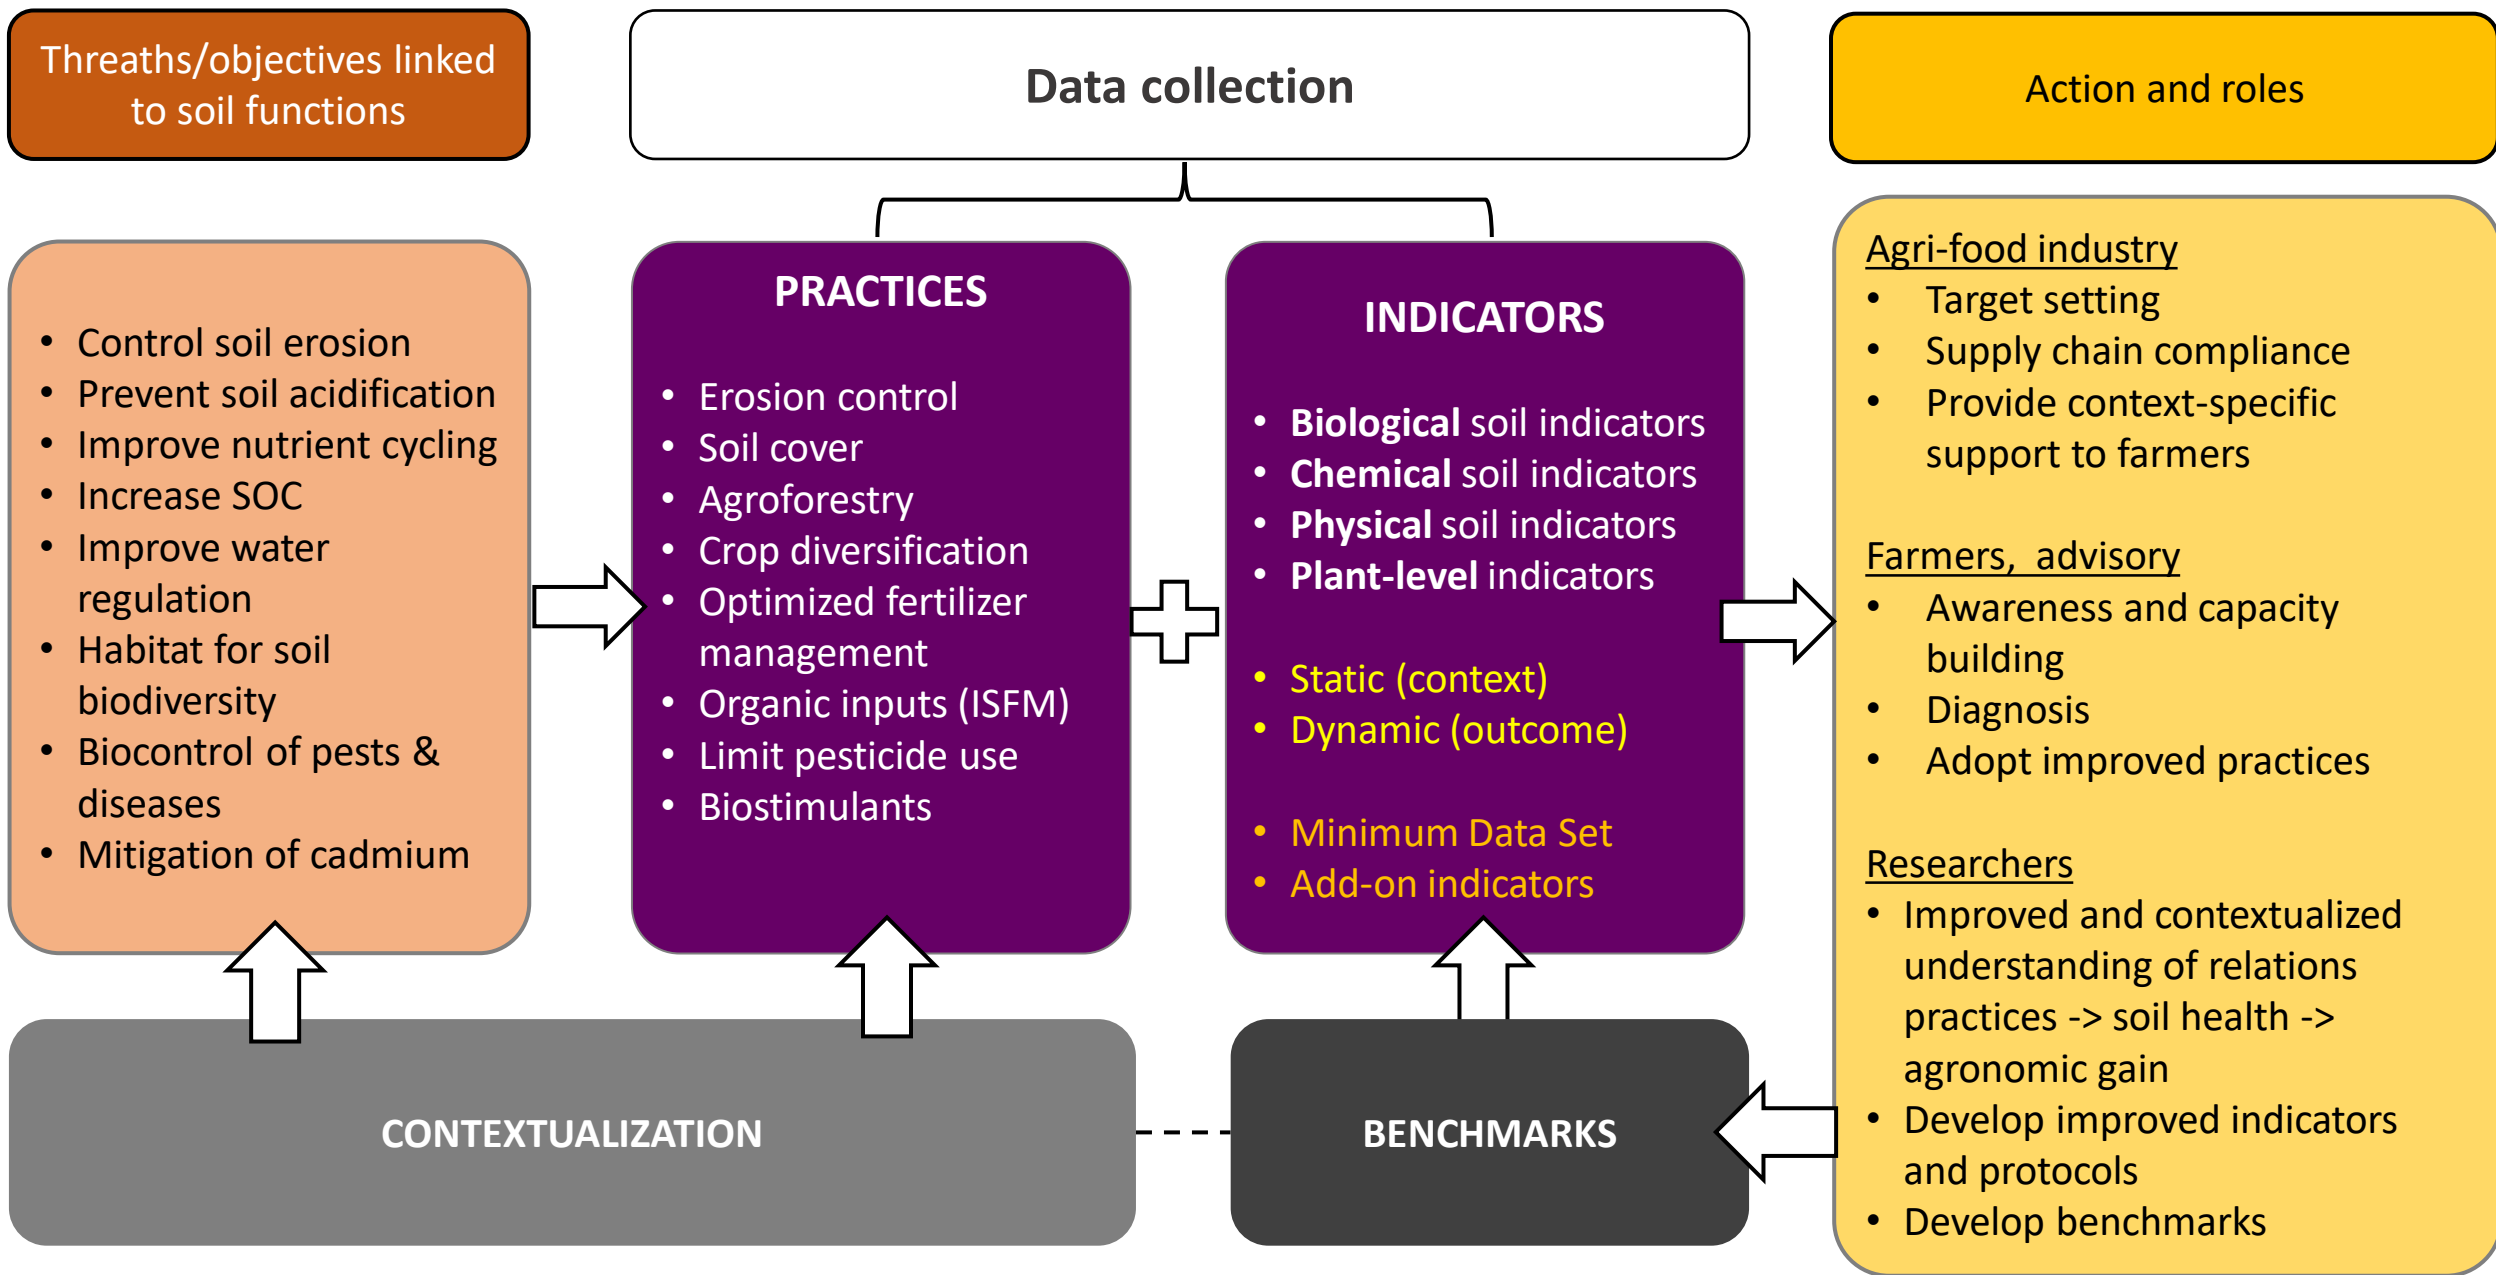 Threaths/objectives linked
to soil functions
Data collection
Action and roles
• Control soil erosion
• Prevent soil acidification
• Improve nutrient cycling
• Increase SOC
• Improve water
regulation
• Habitat for soil
biodiversity
• Biocontrol of pests &
diseases
• Mitigation of cadmium
PRACTICES
• Erosion control
• Soil cover
• Agroforestry
• Crop diversification
• Optimized fertilizer
management
• Organic inputs (ISFM)
• Limit pesticide use
• Biostimulants
INDICATORS
• Biological soil indicators
• Chemical soil indicators
• Physical soil indicators
• Plant-level indicators
• Static (context)
• Dynamic (outcome)
• Minimum Data Set
• Add-on indicators
Agri-food industry
• Target setting
• Supply chain compliance
• Provide context-specific
support to farmers
Farmers, advisory
• Awareness and capacity
building
• Diagnosis
• Adopt improved practices
Researchers
• Improved and contextualized
understanding of relations
practices -> soil health ->
agronomic gain
• Develop improved indicators
and protocols
• Develop benchmarks
CONTEXTUALIZATION
BENCHMARKS